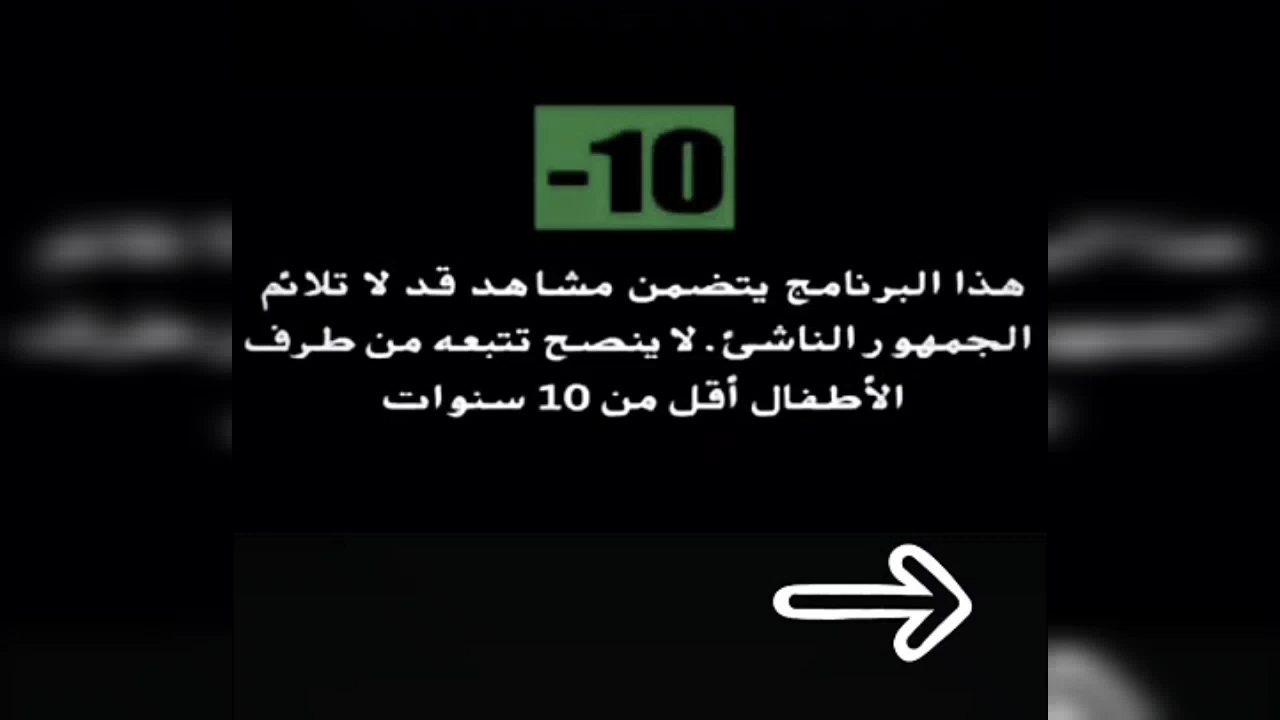 -10
هذا البرنامج يتضمن مشاهد قد لا تلائم
الجمهور الناشئ. لا ينصح تتبعه من طرف
الأطفال أقل من 10 سنوات